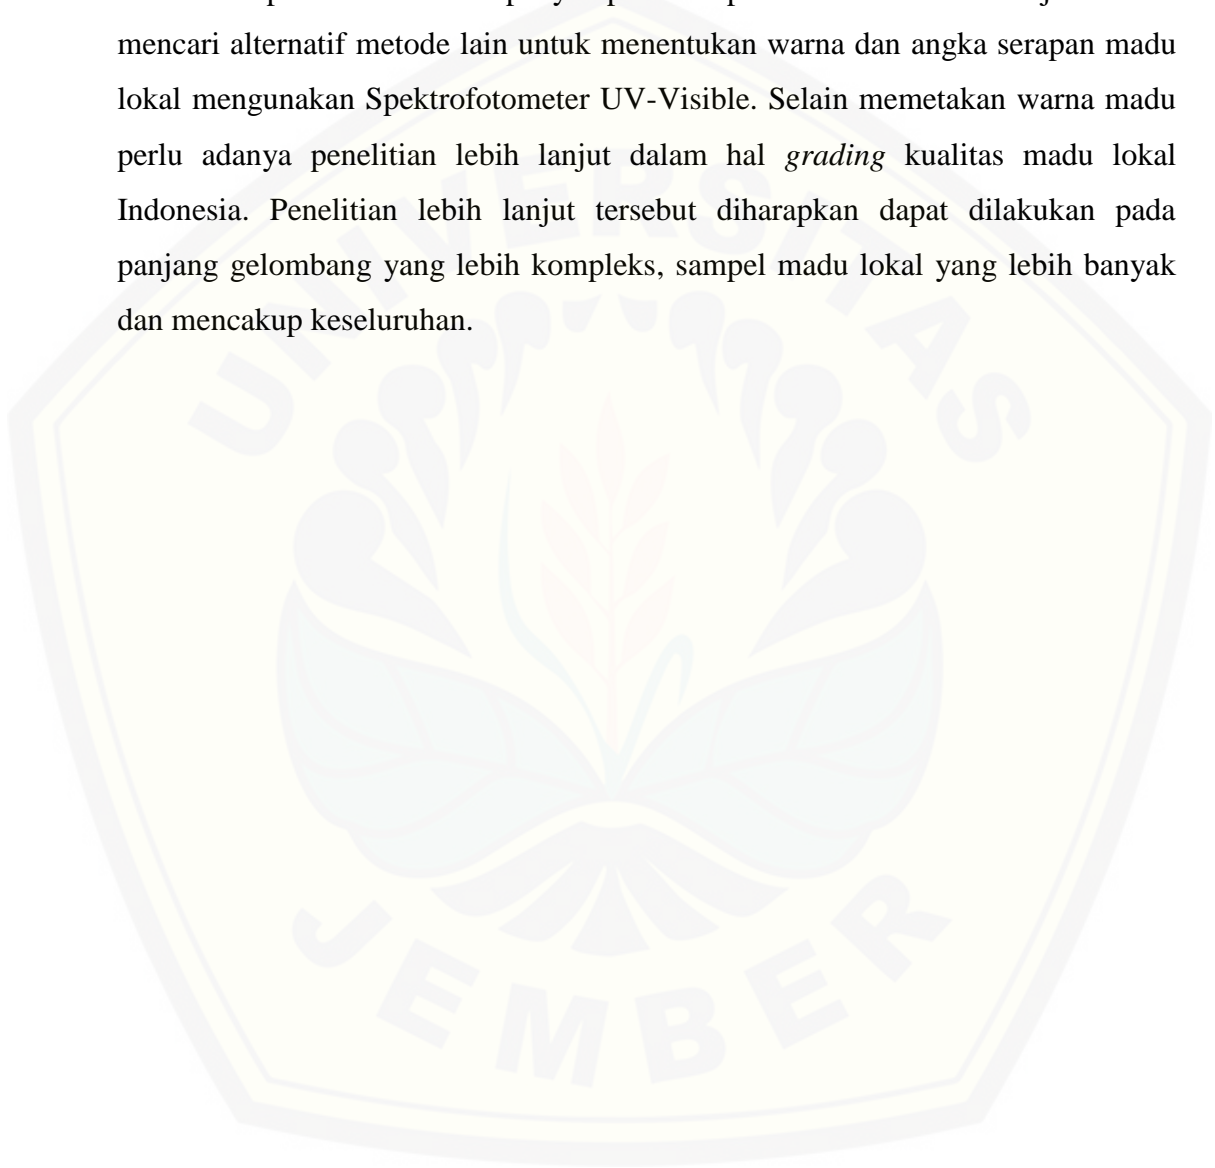 mencari alternatif metode lain untuk menentukan warna dan angka serapan madu
lokal mengunakan Spektrofotometer UV-Visible. Selain memetakan warna madu
perlu adanya penelitian lebih lanjut dalam hal grading kualitas madu lokal
Indonesia. Penelitian lebih lanjut tersebut diharapkan dapat dilakukan pada
panjang gelombang yang lebih kompleks, sampel madu lokal yang lebih banyak
dan mencakup keseluruhan.
UNIVERSITAS
JEMBER